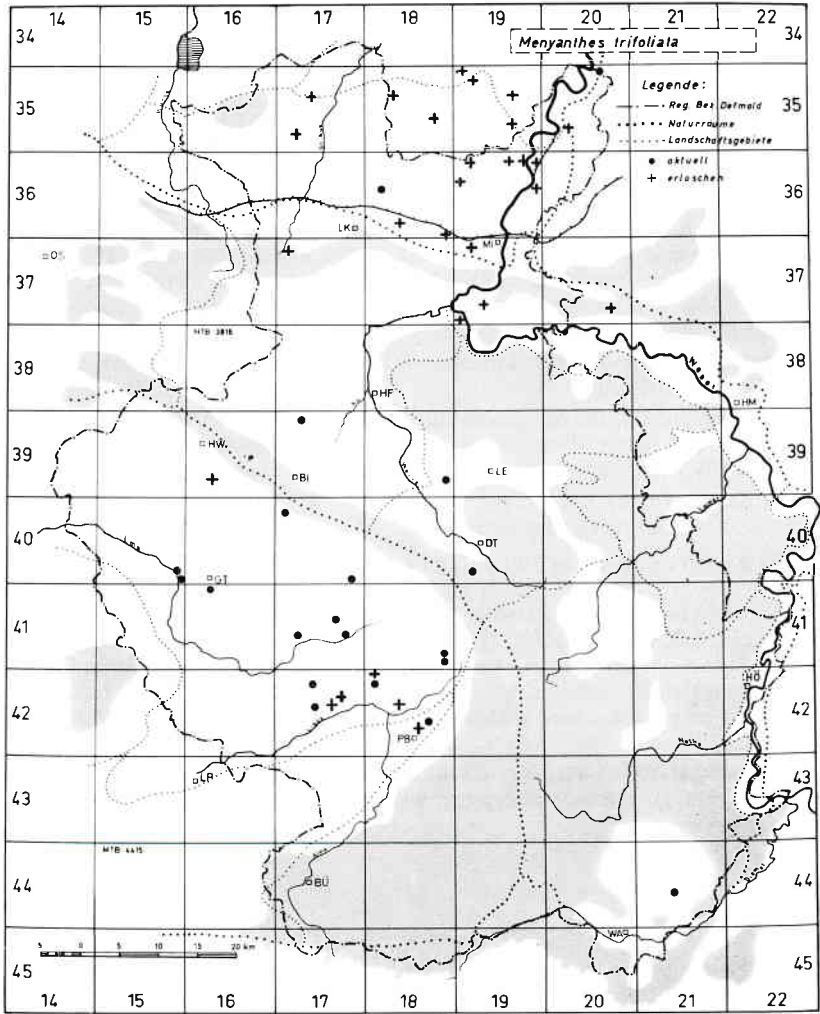 14 15 16 17 18 19 20 21 22
34 34
Menyanthes trifoliata
Legende:
Reg. Bez. Detmold
Naturräume
Landschaftsgebiete
aktuell
erloschen
35 35
36 36
LK
MI
OS
37 37
MTB 3816
38 38
HF
HM
39 39
HW
BI
LE
40 40
Ems
DT
GT
41 41
42 42
HÖ
PB
LP
43 43
MTB 4415
BÜ
44 44
WAR
5 0 5 10 15 20 km
45 45
14 15 16 17 18 19 20 21 22